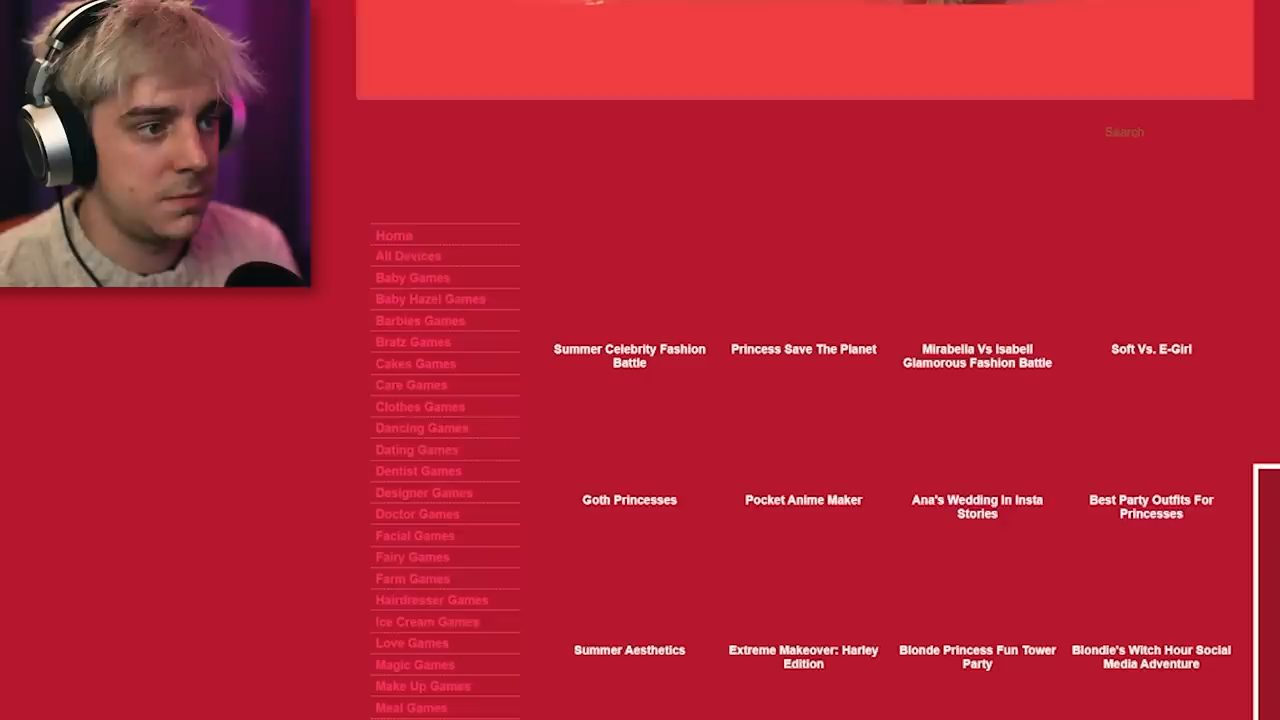 Search
Home
All Devices
Baby Games
Baby Hazel Games
Barbies Games
Bratz Games
Cakes Games
Care Games
Clothes Games
Dancing Games
Dating Games
Dentist Games
Designer Games
Doctor Games
Facial Games
Fairy Games
Farm Games
Hairdresser Games
Ice Cream Games
Love Games
Magic Games
Make Up Games
Meal Games
Summer Celebrity Fashion
Battle
Princess Save The Planet
Mirabella Vs Isabell
Glamorous Fashion Battle
Soft Vs. E-Girl
Goth Princesses
Pocket Anime Maker
Ana's Wedding In Insta
Stories
Best Party Outfits For
Princesses
Summer Aesthetics
Extreme Makeover: Harley
Edition
Blonde Princess Fun Tower
Party
Blondie's Witch Hour Social
Media Adventure